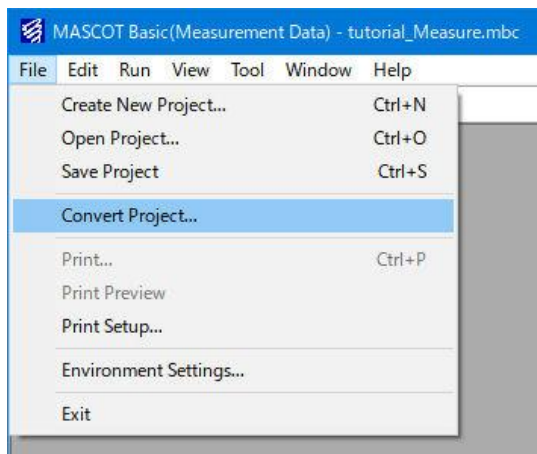 MASCOT Basic(Measurement Data) - tutorial_Measure.mbc
File Edit Run View Tool Window Help
Create New Project... Ctrl+N
Open Project... Ctrl+O
Save Project Ctrl+S
Convert Project...
Print... Ctrl+P
Print Preview
Print Setup...
Environment Settings...
Exit